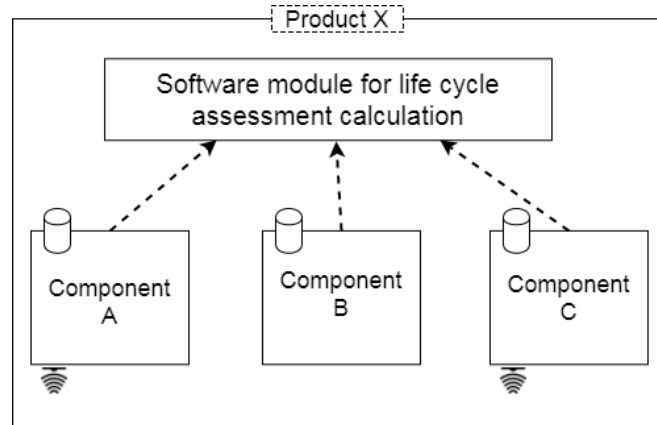 Product X
Software module for life cycle
assessment calculation
Component
A
Component
B
Component
C